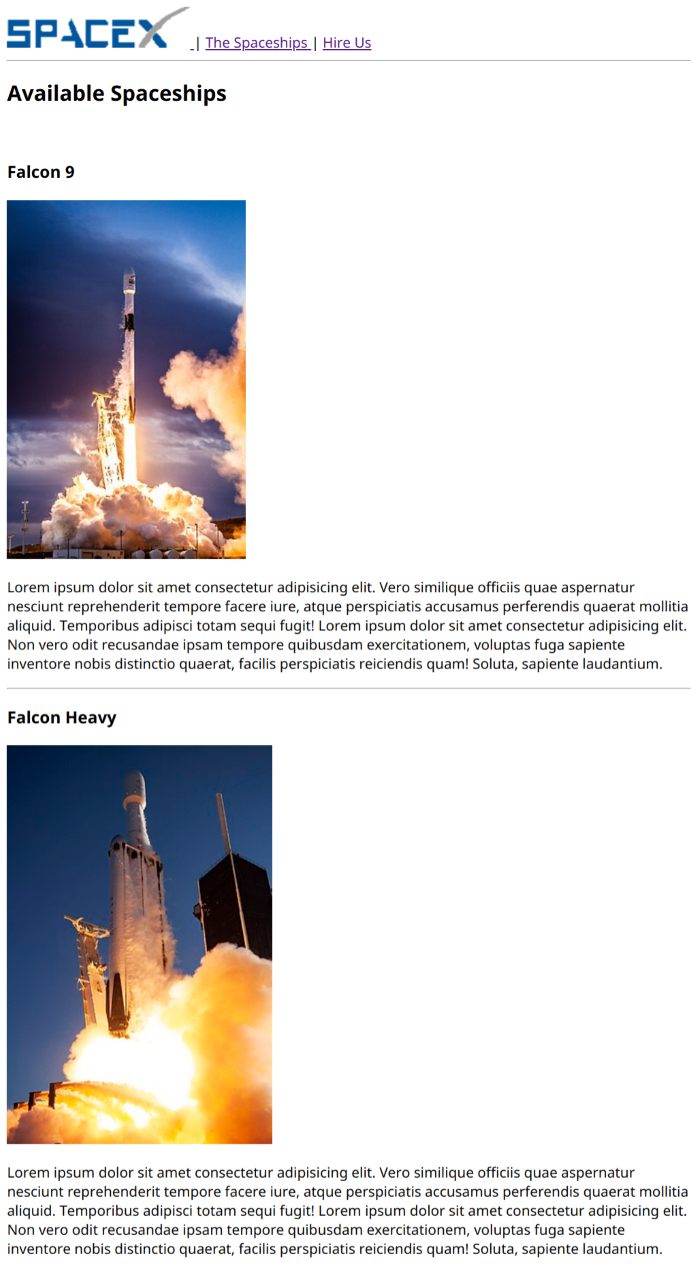 SPACEX | The Spaceships | Hire Us
Available Spaceships
Falcon 9
Lorem ipsum dolor sit amet consectetur adipisicing elit. Vero similique officiis quae aspernatur
nesciunt reprehenderit tempore facere iure, atque perspiciatis accusamus perferendis quaerat mollitia
aliquid. Temporibus adipisci totam sequi fugit! Lorem ipsum dolor sit amet consectetur adipisicing elit.
Non vero odit recusandae ipsam tempore quibusdam exercitationem, voluptas fuga sapiente
inventore nobis distinctio quaerat, facilis perspiciatis reiciendis quam! Soluta, sapiente laudantium.
Falcon Heavy
Lorem ipsum dolor sit amet consectetur adipisicing elit. Vero similique officiis quae aspernatur
nesciunt reprehenderit tempore facere iure, atque perspiciatis accusamus perferendis quaerat mollitia
aliquid. Temporibus adipisci totam sequi fugit! Lorem ipsum dolor sit amet consectetur adipisicing elit.
Non vero odit recusandae ipsam tempore quibusdam exercitationem, voluptas fuga sapiente
inventore nobis distinctio quaerat, facilis perspiciatis reiciendis quam! Soluta, sapiente laudantium.